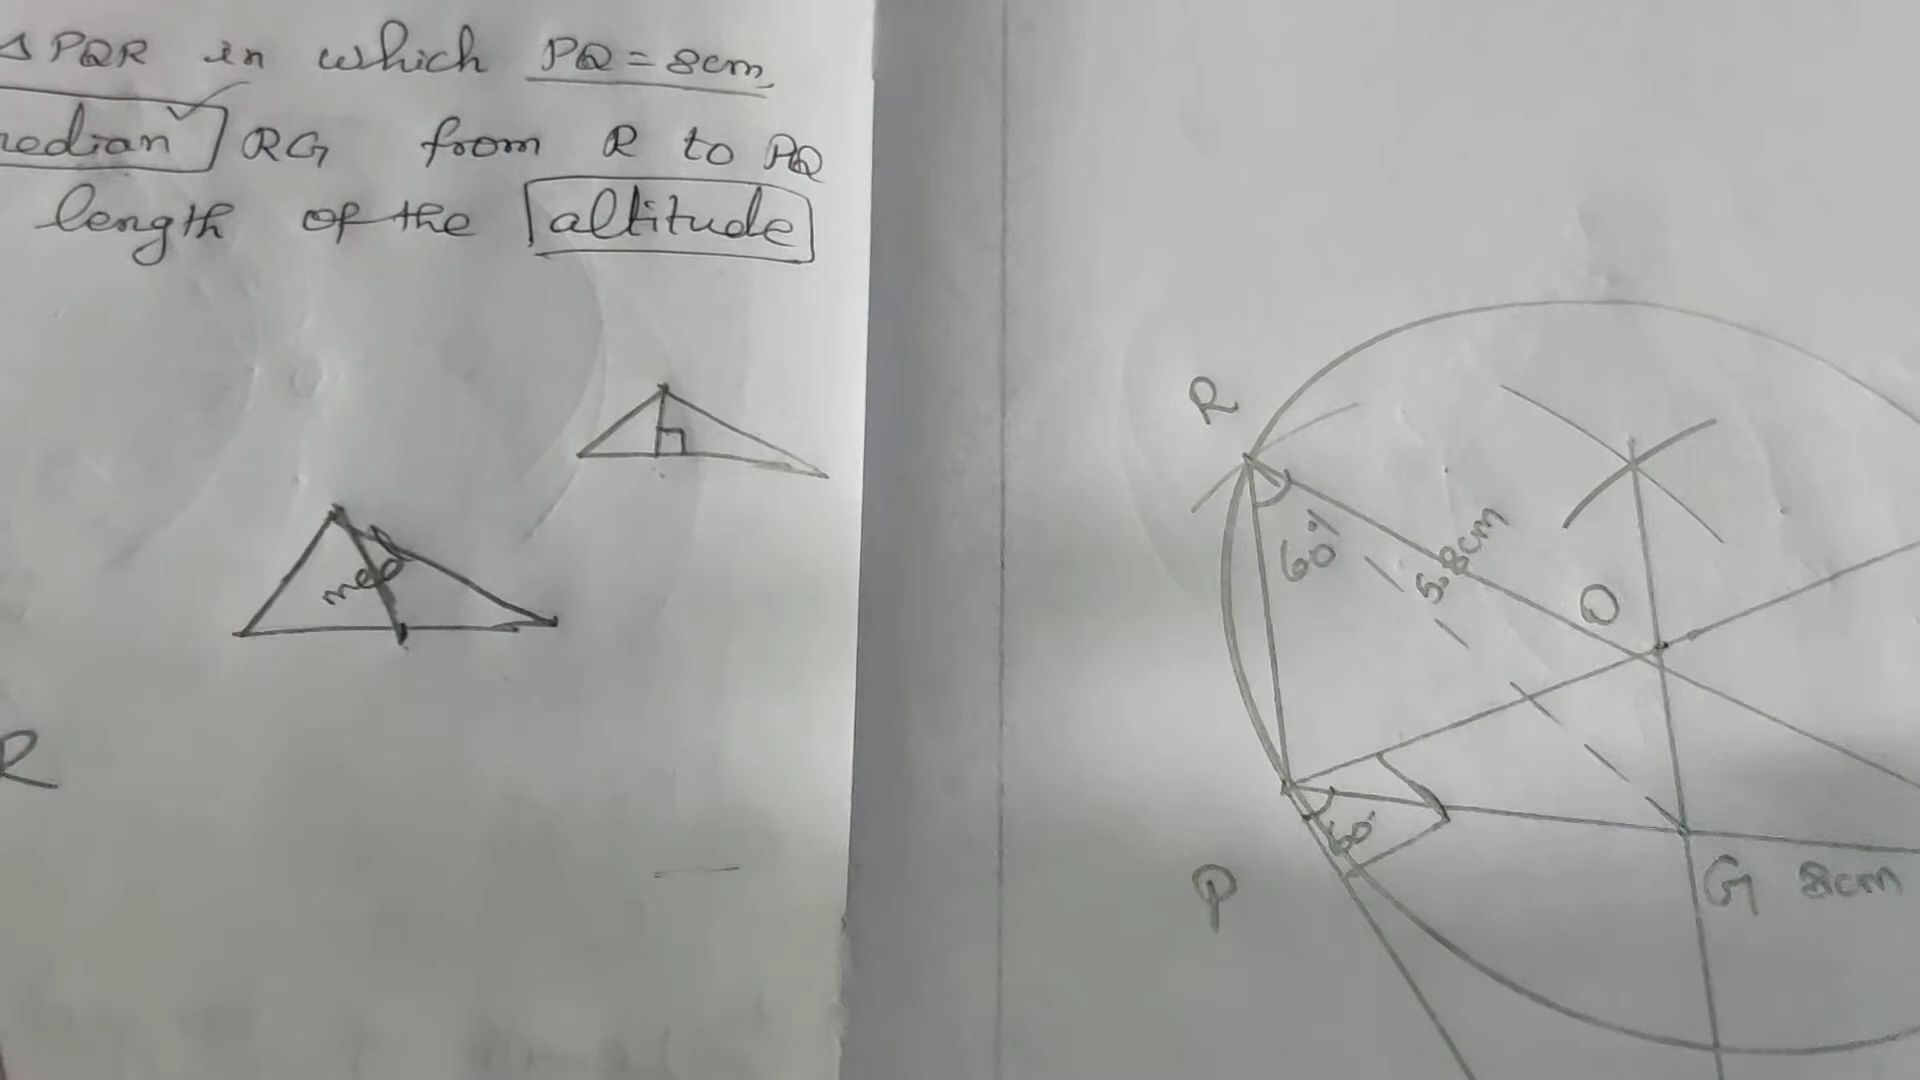 Δ PQR in which PQ = 8cm
median RG from R to PQ
length of the altitude
med
R
R
60°
5.8cm
O
60°
P
G 8cm